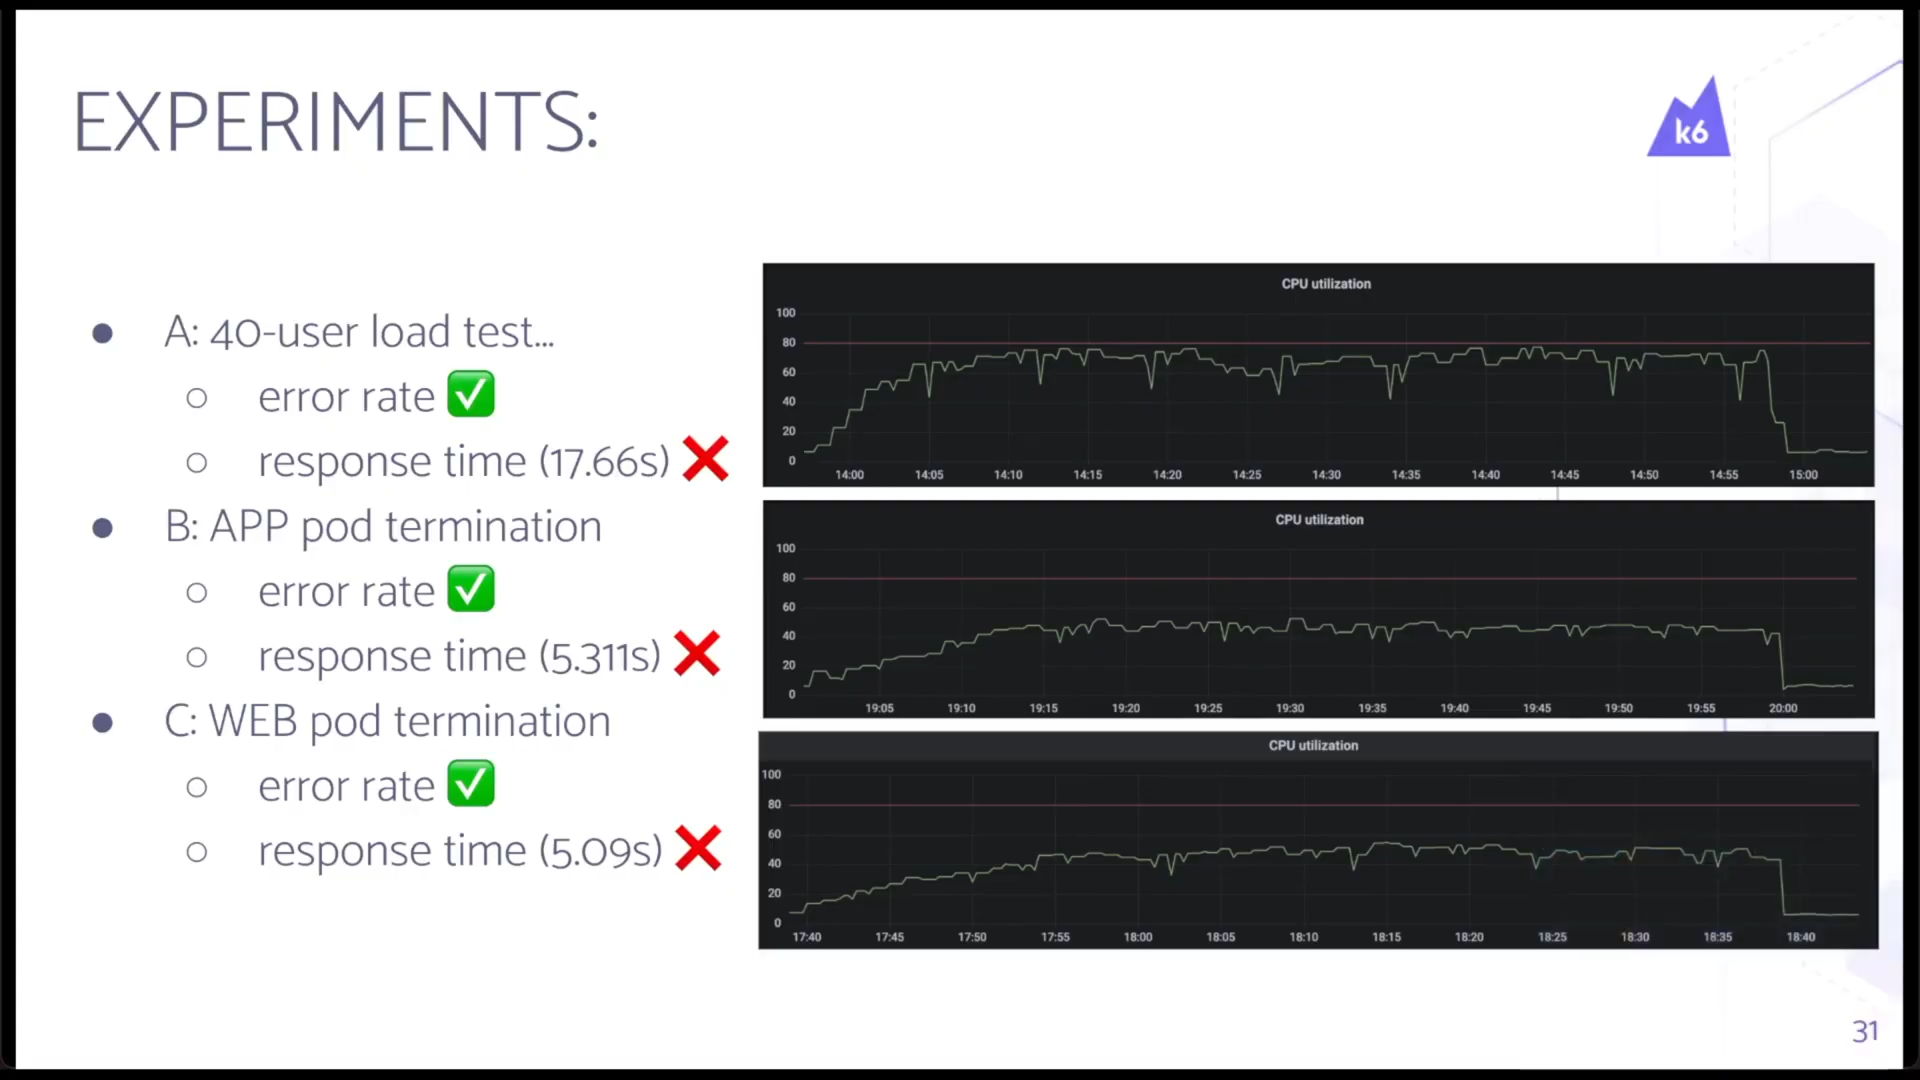 EXPERIMENTS:
k6
● A: 40-user load test...
○ error rate ✅
○ response time (17.66s) ❌
● B: APP pod termination
○ error rate ✅
○ response time (5.311s) ❌
● C: WEB pod termination
○ error rate ✅
○ response time (5.09s) ❌
CPU utilization
100
80
60
40
20
0
14:00 14:05 14:10 14:15 14:20 14:25 14:30 14:35 14:40 14:45 14:50 14:55 15:00
CPU utilization
100
80
60
40
20
0
19:05 19:10 19:15 19:20 19:25 19:30 19:35 19:40 19:45 19:50 19:55 20:00
CPU utilization
100
80
60
40
20
0
17:40 17:45 17:50 17:55 18:00 18:05 18:10 18:15 18:20 18:25 18:30 18:35 18:40
31